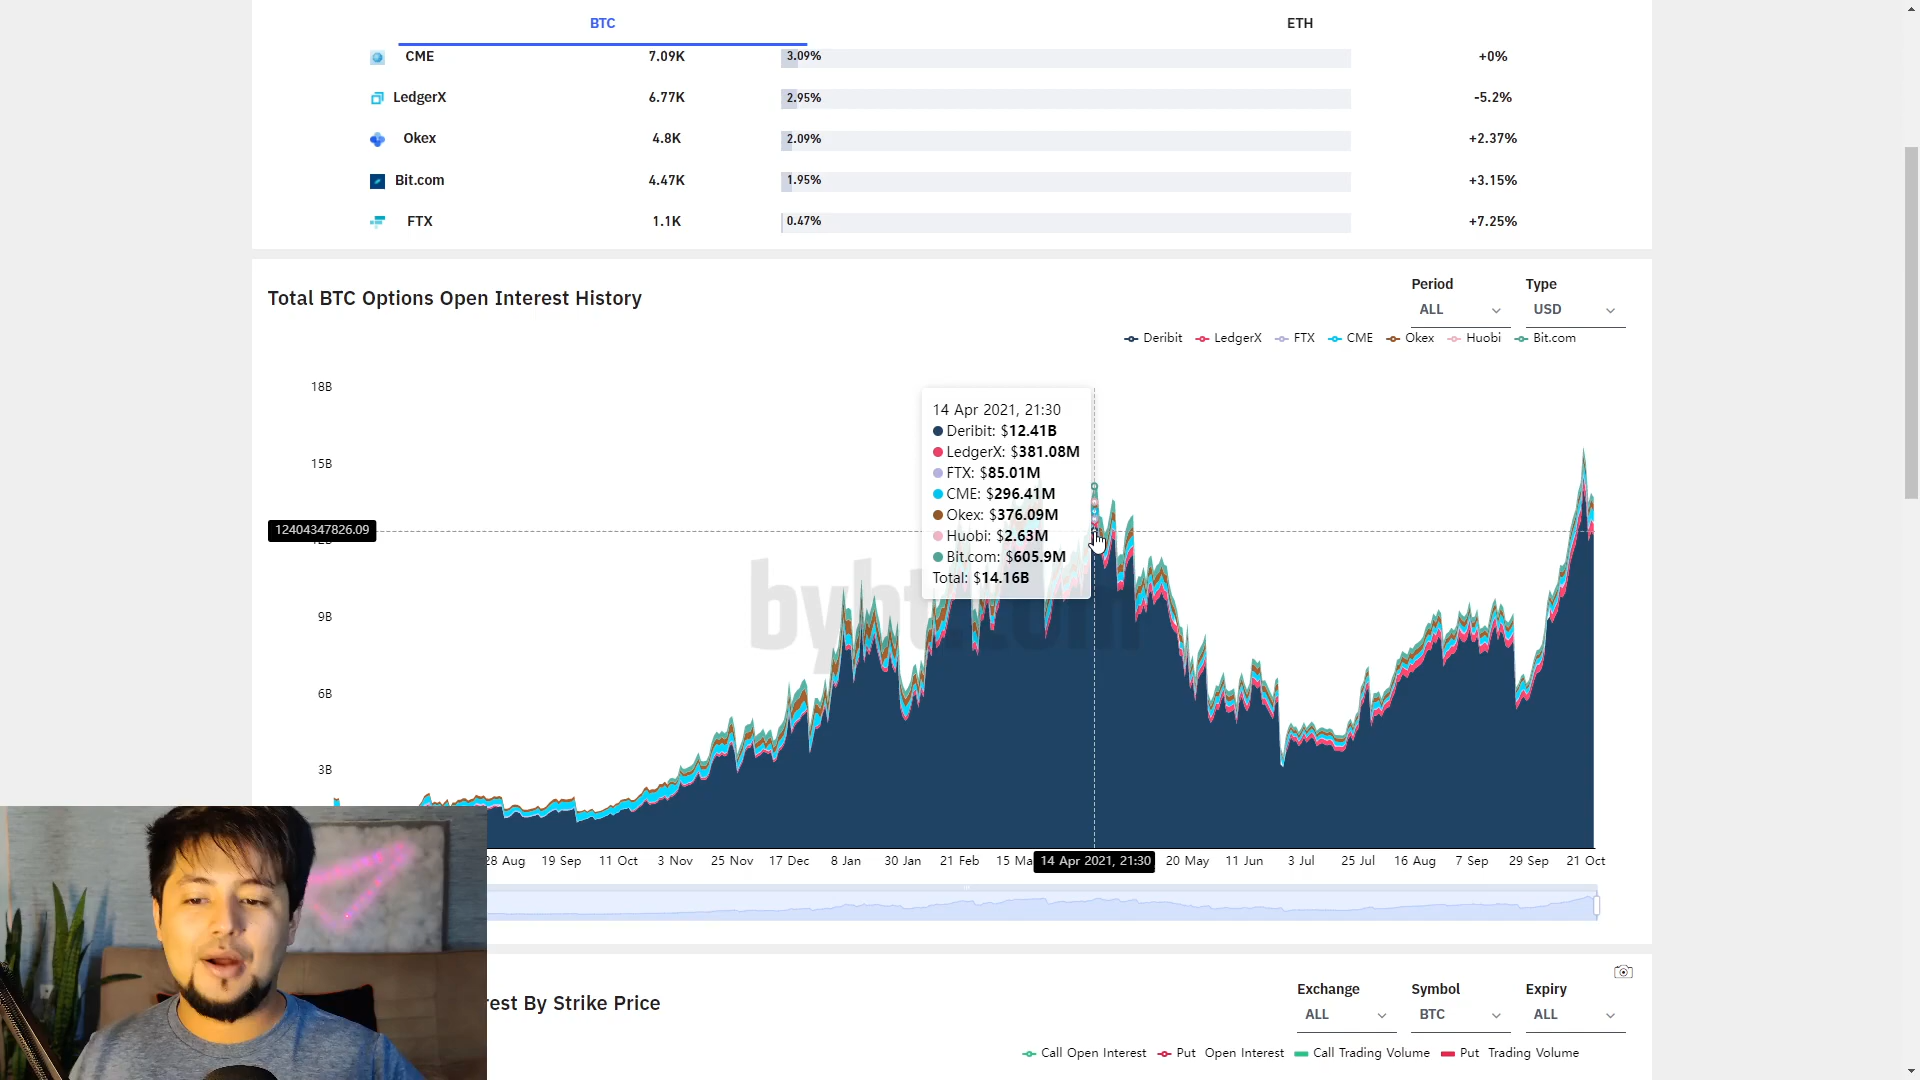 BTC ETH
CME 7.09K 3.09% +0%
LedgerX 6.77K 2.95% -5.2%
Okex 4.8K 2.09% +2.37%
Bit.com 4.47K 1.95% +3.15%
FTX 1.1K 0.47% +7.25%
Total BTC Options Open Interest History
Period Type
ALL USD
Deribit LedgerX FTX CME Okex Huobi Bit.com
18B
15B
12404347826.09
9B
6B
3B
14 Apr 2021, 21:30
Deribit: $12.41B
LedgerX: $381.08M
FTX: $85.01M
CME: $296.41M
Okex: $376.09M
Huobi: $2.63M
Bit.com: $605.9M
Total: $14.16B
bybt.com
28 Aug 19 Sep 11 Oct 3 Nov 25 Nov 17 Dec 8 Jan 30 Jan 21 Feb 15 Ma 14 Apr 2021, 21:30 20 May 11 Jun 3 Jul 25 Jul 16 Aug 7 Sep 29 Sep 21 Oct
rest By Strike Price
Exchange Symbol Expiry
ALL BTC ALL
Call Open Interest Put Open Interest Call Trading Volume Put Trading Volume